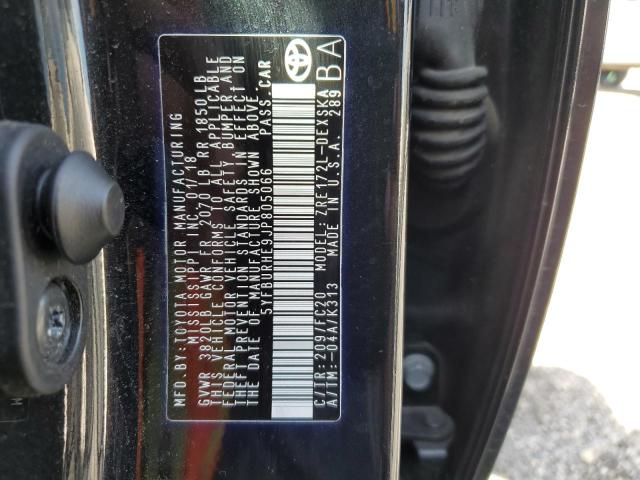 MFD. BY: TOYOTA MOTOR MANUFACTURING
MISSISSIPPI INC. 01/18
GVWR 3820LB GAWR FR 2070 LB RR 1850 LB
THIS VEHICLE CONFORMS TO ALL APPLICABLE
FEDERAL MOTOR VEHICLE SAFETY BUMPER, AND
THEFT PREVENTION STANDARDS IN EFFECT ON
THE DATE OF MANUFACTURE SHOWN ABOVE.
5YFBURHE9JP805066 PASS. CAR
C/TR: 209/FC20 MODEL: ZRE172L-DEXSKA
A/TM: -04A/K313 MADE IN U.S.A. 289
BA